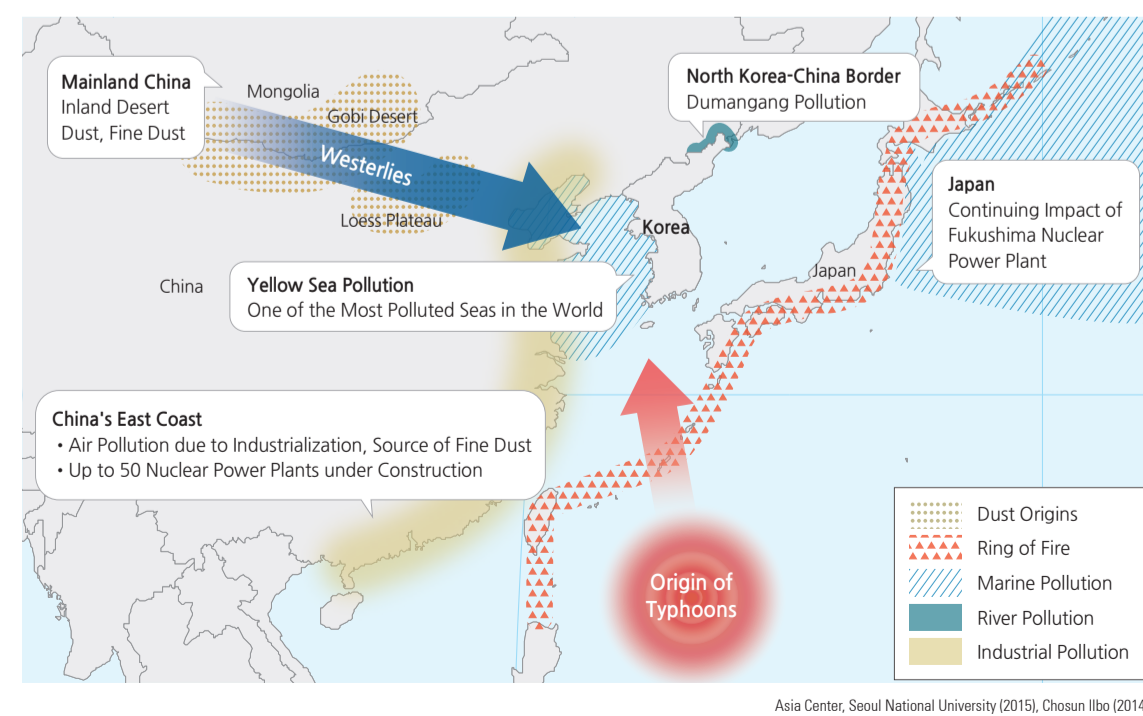 Mainland China
Inland Desert
Dust, Fine Dust
Mongolia
Gobi Desert
Westerlies
Loess Plateau
North Korea-China Border
Dumangang Pollution
Korea
Japan
Continuing Impact of
Fukushima Nuclear
Power Plant
Japan
China
Yellow Sea Pollution
One of the Most Polluted Seas in the World
China's East Coast
• Air Pollution due to Industrialization, Source of Fine Dust
• Up to 50 Nuclear Power Plants under Construction
Origin of
Typhoons
Dust Origins
Ring of Fire
Marine Pollution
River Pollution
Industrial Pollution
Asia Center, Seoul National University (2015), Chosun Ilbo (2014